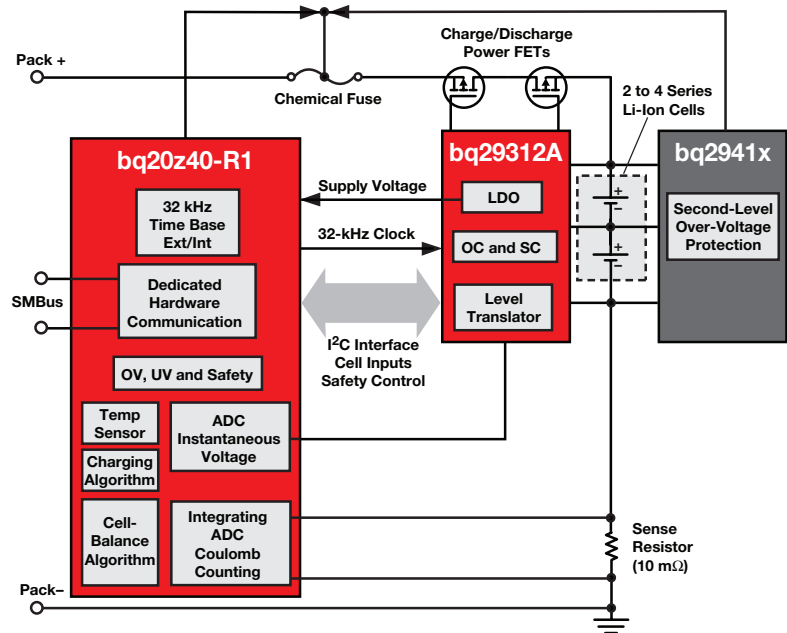 Charge/Discharge
Power FETs
Pack +
Chemical Fuse
2 to 4 Series
Li-Ion Cells
bq20z40-R1
bq29312A
bq2941x
32 kHz
Time Base
Ext/Int
Supply Voltage
LDO
+
–
Second-Level
Over-Voltage
Protection
32-kHz Clock
OC and SC
+
–
SMBus
Dedicated
Hardware
Communication
Level
Translator
I²C Interface
Cell Inputs
Safety Control
OV, UV and Safety
Temp
Sensor
ADC
Instantaneous
Voltage
Charging
Algorithm
Cell-
Balance
Algorithm
Integrating
ADC
Coulomb
Counting
Sense
Resistor
(10 mΩ)
Pack–